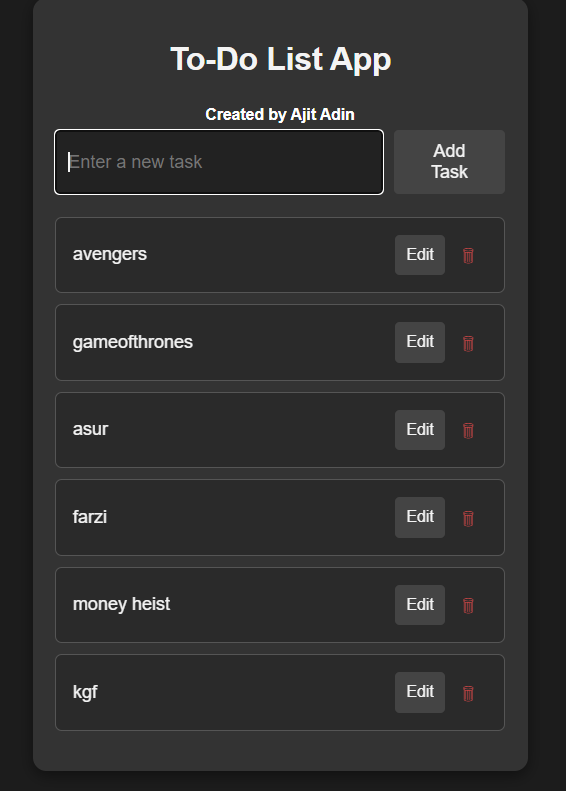 To-Do List App
Created by Ajit Adin
Enter a new task
Add
Task
avengers Edit
gameofthrones Edit
asur Edit
farzi Edit
money heist Edit
kgf Edit